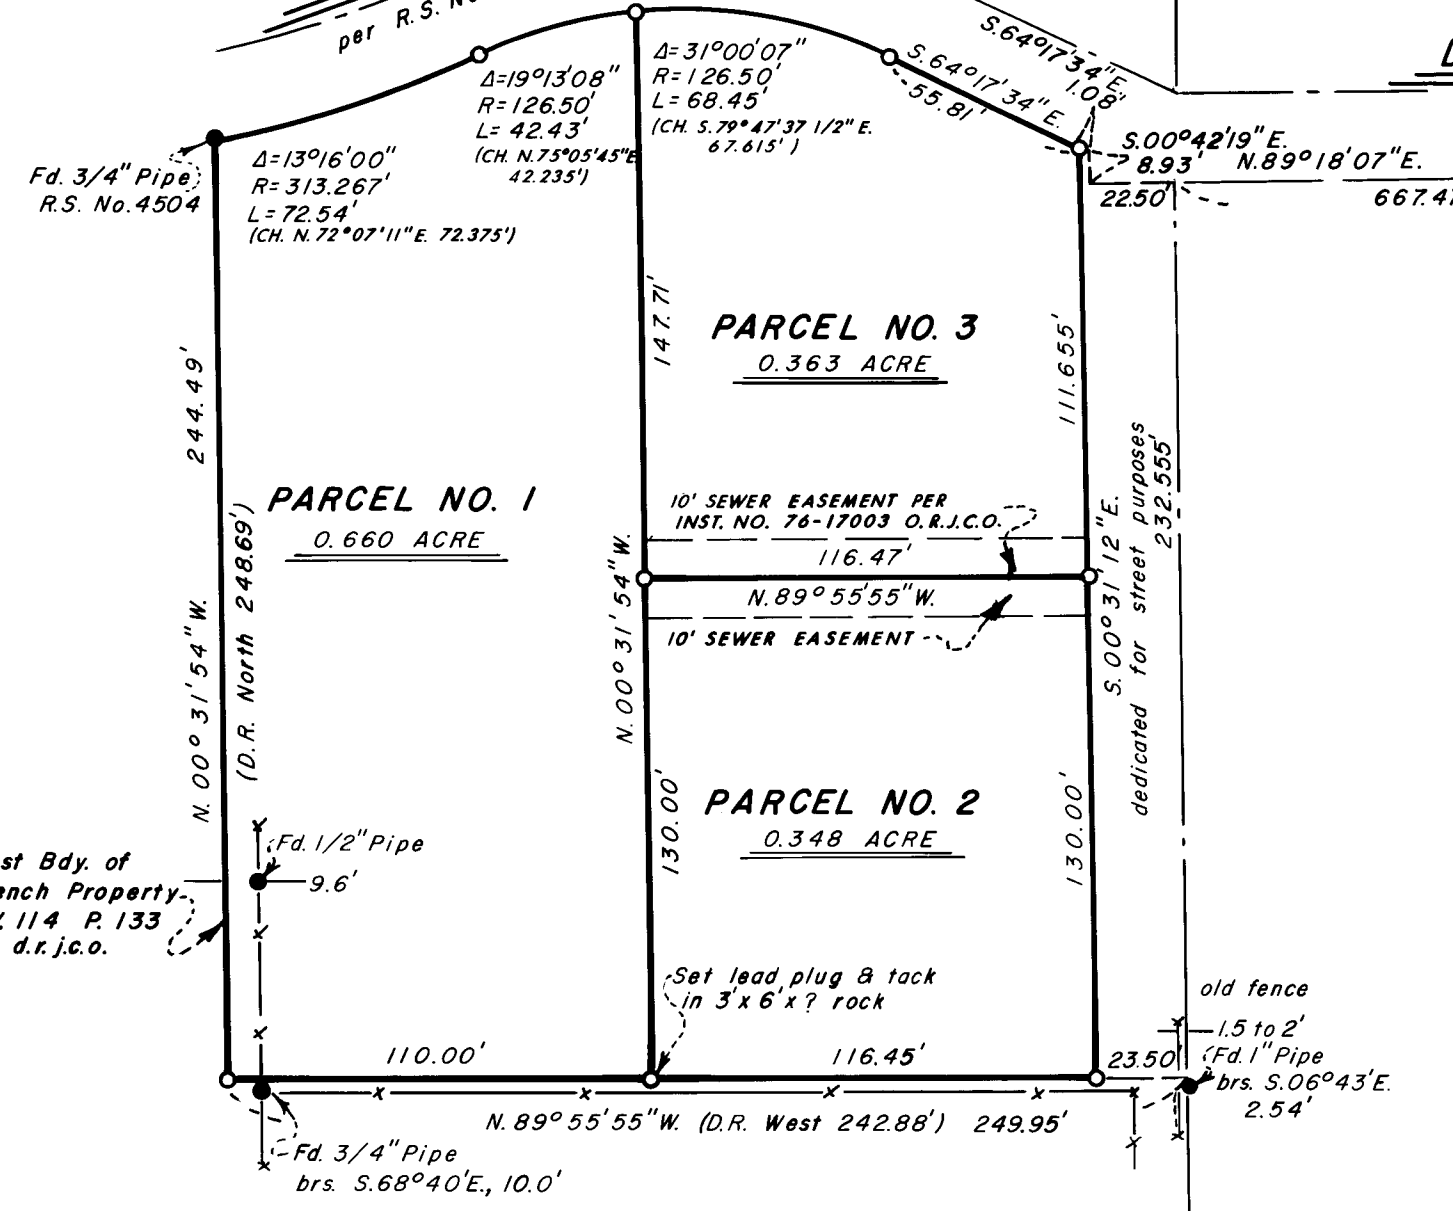 per R.S. No
S.64°17'34"E.
1.08'
S.64°17'34"E.
55.81'
Δ=31°00'07"
R=126.50'
L=68.45'
(CH. S.79°47'37 1/2"E.
67.615')
Δ=19°13'08"
R=126.50'
L=42.43'
(CH. N.75°05'45"E
42.235')
Δ=13°16'00"
R=313.267'
L=72.54'
(CH. N.72°07'11"E. 72.375')
Fd. 3/4" Pipe
R.S. No.4504
S.00°42'19"E.
8.93'
N.89°18'07"E.
22.50'
667.47
244.49'
147.71'
111.655'
PARCEL NO. 3
0.363 ACRE
PARCEL NO. 1
0.660 ACRE
10' SEWER EASEMENT PER
INST. NO. 76-17003 O.R.J.C.O.
116.47'
N.89°55'55"W.
10' SEWER EASEMENT
N.00°31'54"W.
(D.R. North 248.69')
N.00°31'54"W.
S.00°31'12"E.
dedicated for street purposes
232.555'
PARCEL NO. 2
0.348 ACRE
130.00'
130.00'
Fd. 1/2" Pipe
9.6'
st Bdy. of
ench Property
. 114 P. 133
d.r.j.c.o.
Set lead plug & tack
in 3'x 6'x ? rock
old fence
1.5 to 2'
110.00'
116.45'
23.50'
Fd. 1" Pipe
brs. S.06°43'E.
2.54'
N.89°55'55"W. (D.R. West 242.88') 249.95'
Fd. 3/4" Pipe
brs. S.68°40'E., 10.0'